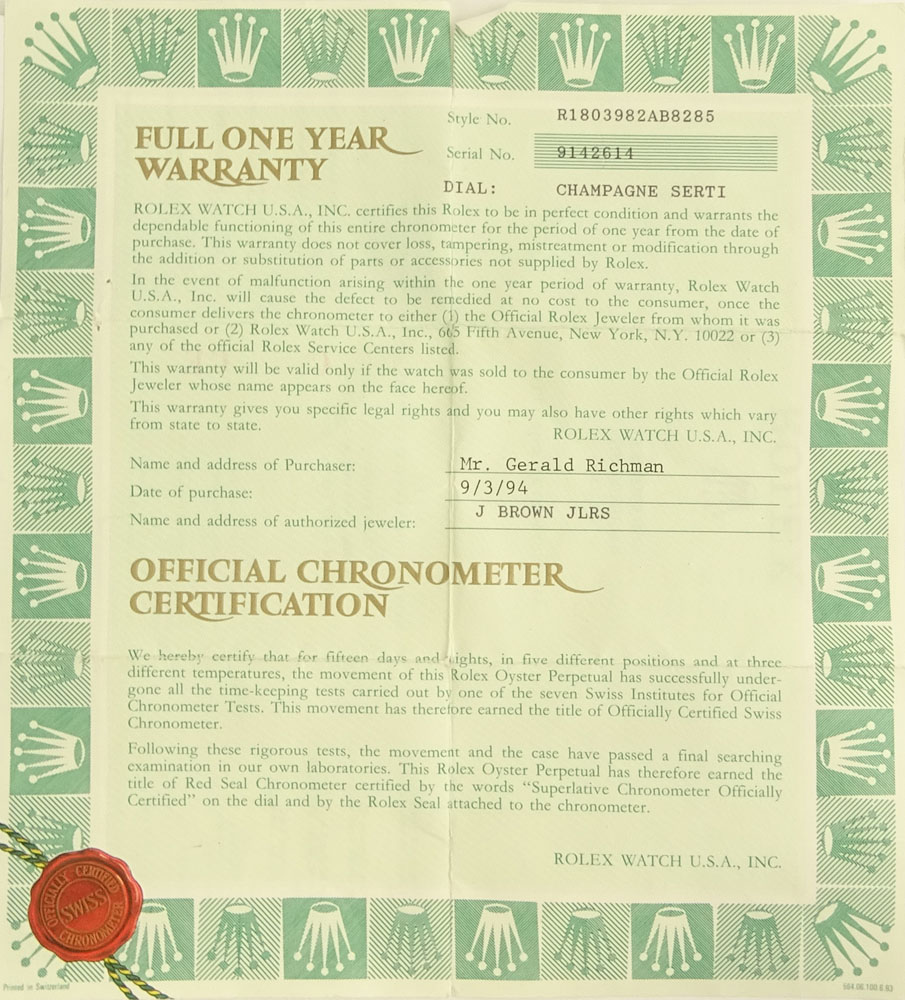 Style No. R1803982AB8285
FULL ONE YEAR
WARRANTY
Serial No. 9142614
DIAL: CHAMPAGNE SERTI
ROLEX WATCH U.S.A., INC. certifies this Rolex to be in perfect condition and warrants the
dependable functioning of this entire chronometer for the period of one year from the date of
purchase. This warranty does not cover loss, tampering, mistreatment or modification through
the addition or substitution of parts or accessories not supplied by Rolex.
In the event of malfunction arising within the one year period of warranty, Rolex Watch
U.S.A., Inc. will cause the defect to be remedied at no cost to the consumer, once the
consumer delivers the chronometer to either (1) the Official Rolex Jeweler from whom it was
purchased or (2) Rolex Watch U.S.A., Inc., 665 Fifth Avenue, New York, N.Y. 10022 or (3)
any of the official Rolex Service Centers listed.
This warranty will be valid only if the watch was sold to the consumer by the Official Rolex
Jeweler whose name appears on the face hereof.
This warranty gives you specific legal rights and you may also have other rights which vary
from state to state.
ROLEX WATCH U.S.A., INC.
Name and address of Purchaser: Mr. Gerald Richman
Date of purchase: 9/3/94
Name and address of authorized jeweler: J BROWN JLRS
OFFICIAL CHRONOMETER
CERTIFICATION
We hereby certify that for fifteen days and nights, in five different positions and at three
different temperatures, the movement of this Rolex Oyster Perpetual has successfully under-
gone all the time-keeping tests carried out by one of the seven Swiss Institutes for Official
Chronometer Tests. This movement has therefore earned the title of Officially Certified Swiss
Chronometer.
Following these rigorous tests, the movement and the case have passed a final searching
examination in our own laboratories. This Rolex Oyster Perpetual has therefore earned the
title of Red Seal Chronometer certified by the words “Superlative Chronometer Officially
Certified” on the dial and by the Rolex Seal attached to the chronometer.
ROLEX WATCH U.S.A., INC.
OFFICIALLY CERTIFIED
SWISS
CHRONOMETER
Printed in Switzerland
564.06.100.6.93